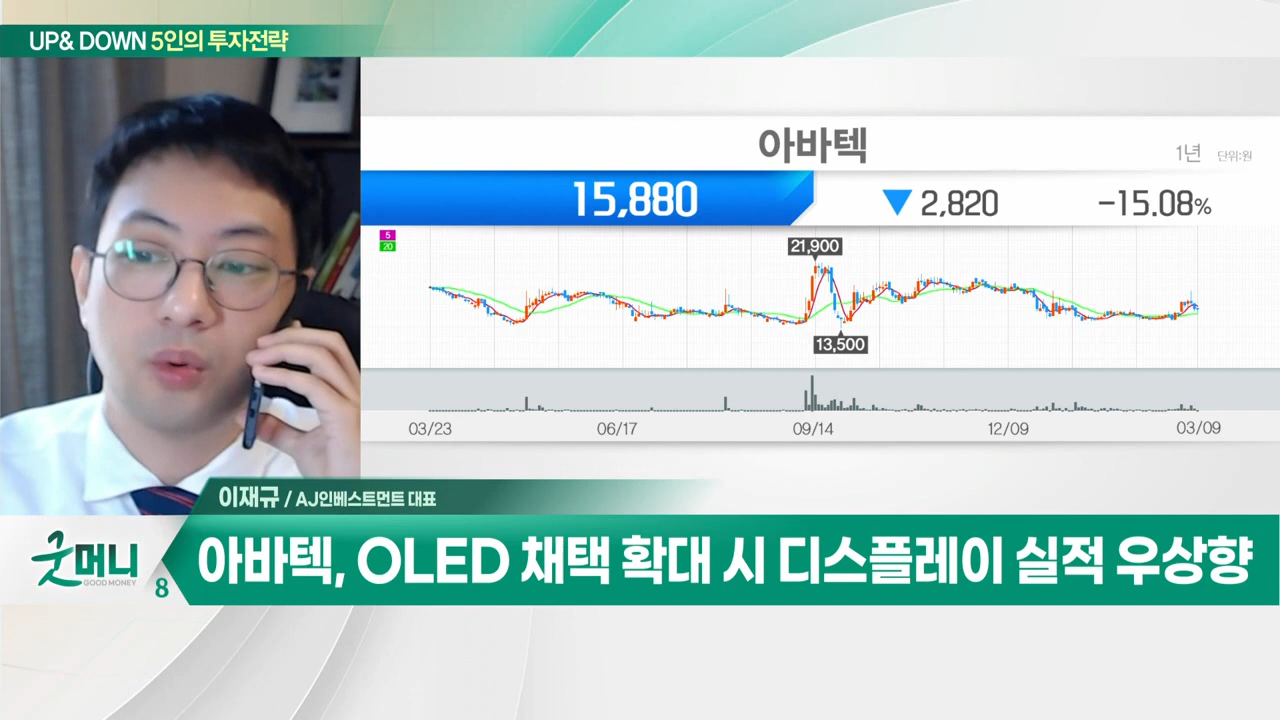 UP& DOWN 5인의 투자전략
아바텍
1년 단위:원
15,880 ▼ 2,820 -15.08%
5
20
21,900
13,500
03/23 06/17 09/14 12/09 03/09
이재규 / AJ인베스트먼트 대표
굿머니
GOOD MONEY
8
아바텍, OLED 채택 확대 시 디스플레이 실적 우상향